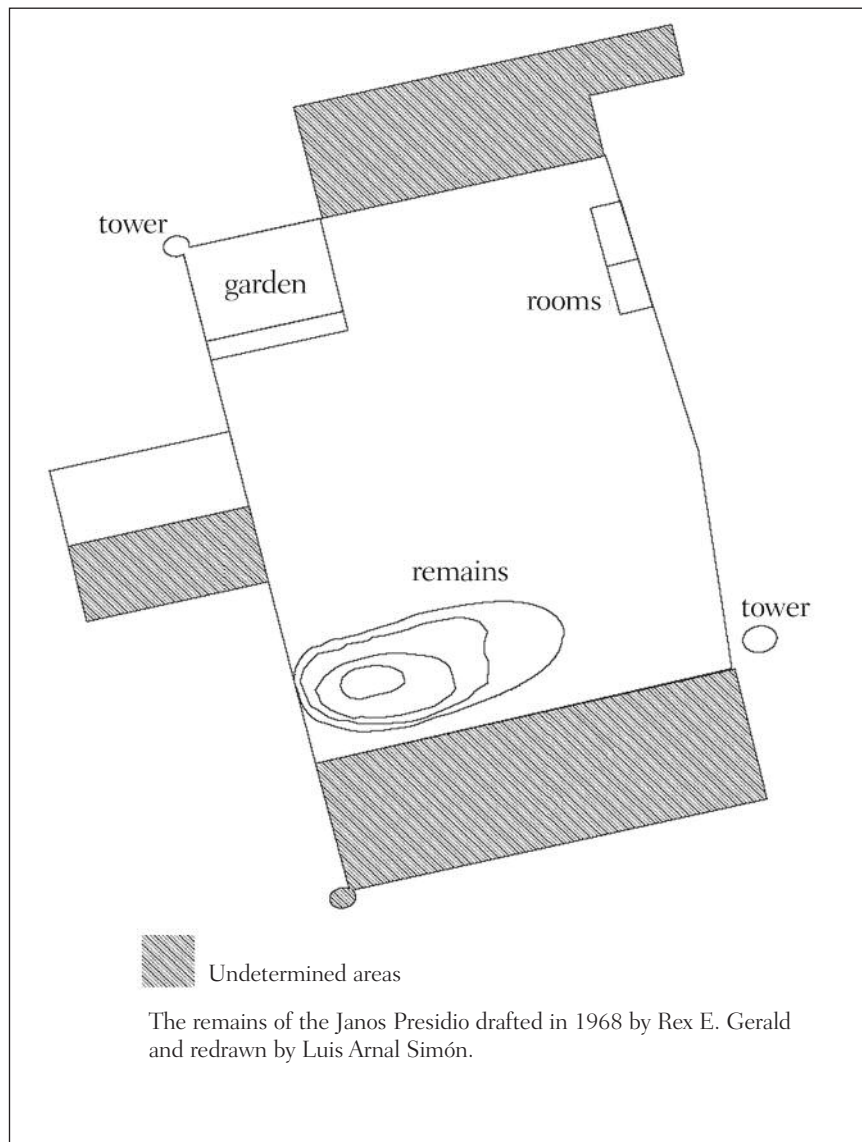 tower
garden
rooms
remains
tower
Undetermined areas
The remains of the Janos Presidio drafted in 1968 by Rex E. Gerald
and redrawn by Luis Arnal Simón.